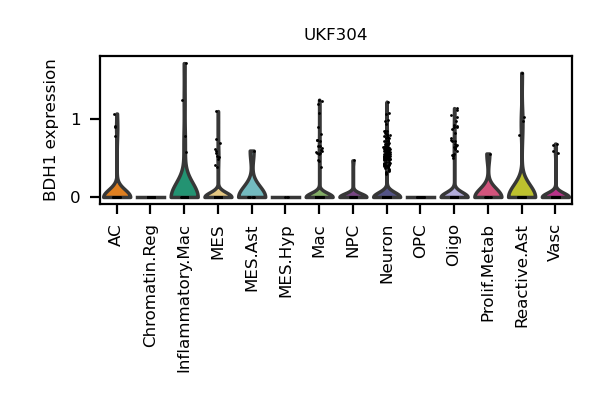 UKF304
BDH1 expression
1
0
AC
Chromatin.Reg
Inflammatory.Mac
MES
MES.Ast
MES.Hyp
Mac
NPC
Neuron
OPC
Oligo
Prolif.Metab
Reactive.Ast
Vasc